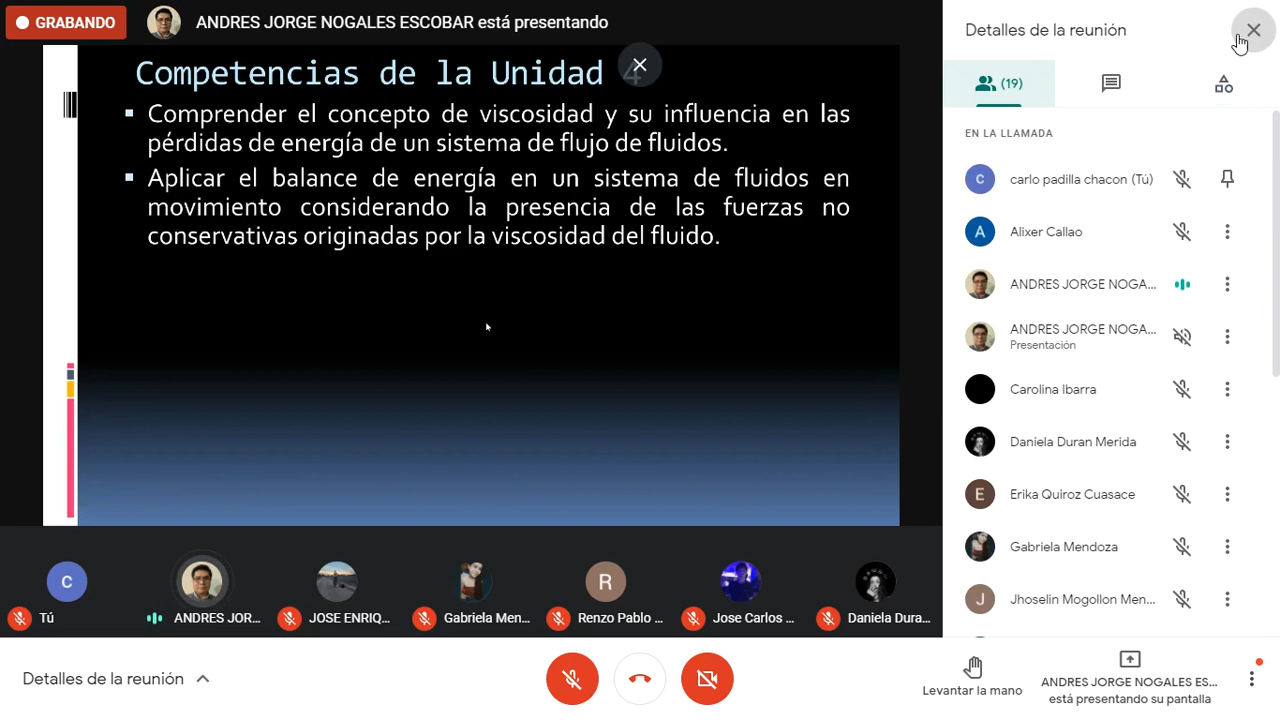 GRABANDO
ANDRES JORGE NOGALES ESCOBAR está presentando
Competencias de la Unidad 4
Comprender el concepto de viscosidad y su influencia en las
pérdidas de energía de un sistema de flujo de fluidos.
Aplicar el balance de energía en un sistema de fluidos en
movimiento considerando la presencia de las fuerzas no
conservativas originadas por la viscosidad del fluido.
C
Tú
ANDRES JOR...
JOSE ENRIQ...
Gabriela Men...
R
Renzo Pablo ...
Jose Carlos ...
Daniela Dura...
Detalles de la reunión
(19)
EN LA LLAMADA
C
carlo padilla chacon (Tú)
A
Alixer Callao
ANDRES JORGE NOGA...
ANDRES JORGE NOGA...
Presentación
Carolina Ibarra
Daniela Duran Merida
E
Erika Quiroz Cuasace
Gabriela Mendoza
J
Jhoselin Mogollon Men...
Detalles de la reunión
Levantar la mano
ANDRES JORGE NOGALES ES...
está presentando su pantalla